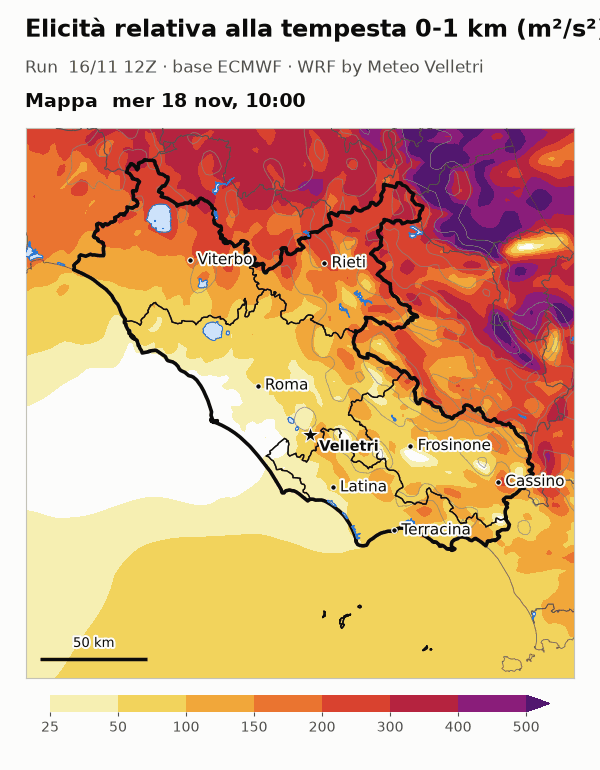 Elicità relativa alla tempesta 0-1 km (m²/s²)
Run 16/11 12Z · base ECMWF · WRF by Meteo Velletri
Mappa mer 18 nov, 10:00
Viterbo
Rieti
Roma
Velletri
Frosinone
Cassino
Latina
Terracina
50 km
25 50 100 150 200 300 400 500